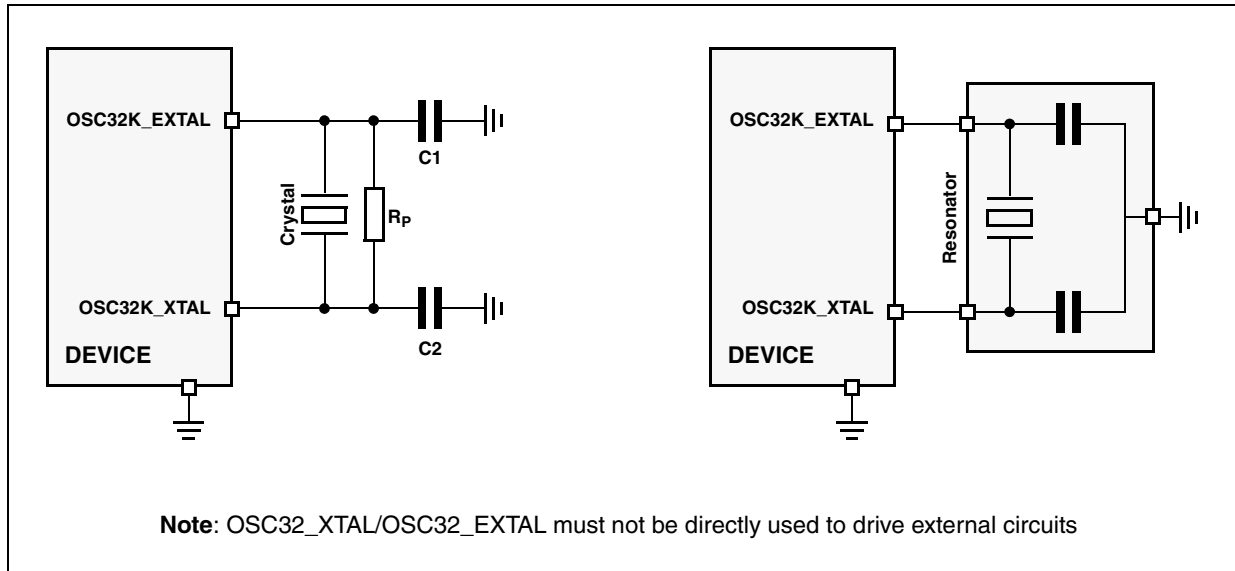 OSC32K_EXTAL
C1
Crystal
RP
OSC32K_XTAL
C2
DEVICE
OSC32K_EXTAL
Resonator
OSC32K_XTAL
DEVICE
Note: OSC32_XTAL/OSC32_EXTAL must not be directly used to drive external circuits